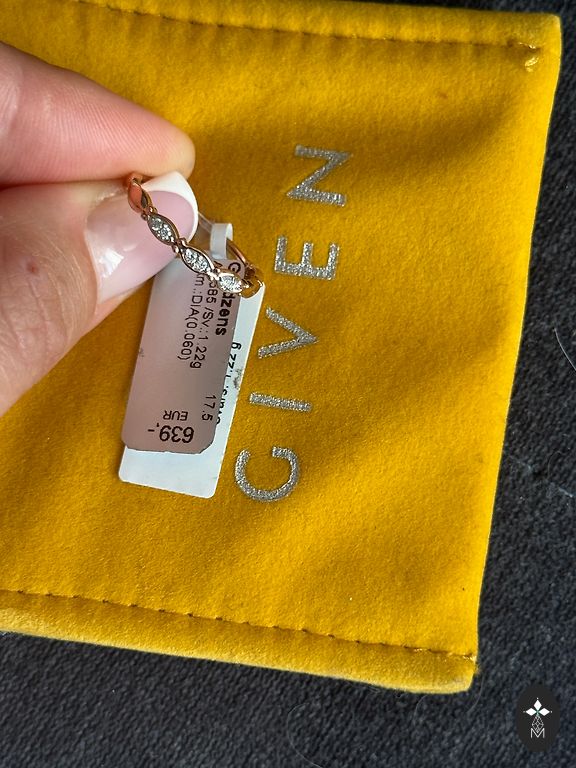 GIVEN
585/Sv:1.22g
DIA(0.060)
17.5
639,-
EUR
M